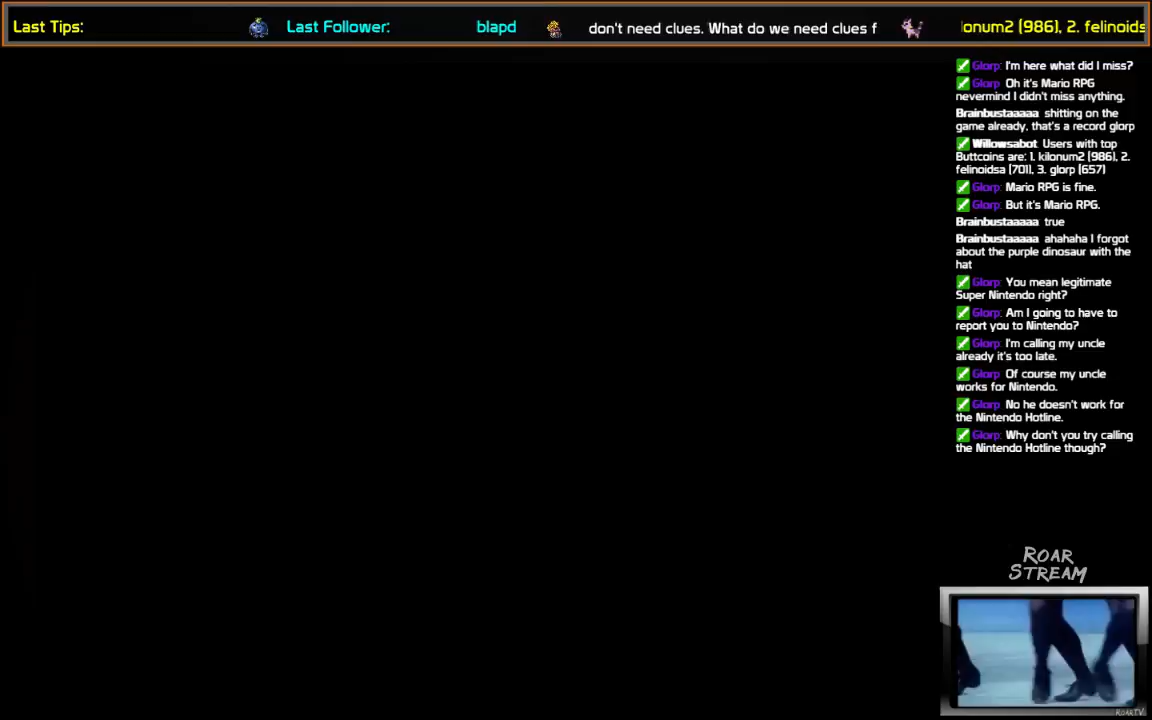 Last Tips:
Last Follower: blapd
don't need clues. What do we need clues f
lonum2 (986), 2. felinoids
Glorp: I'm here what did I miss?
Glorp: Oh it's Mario RPG
nevermind I didn't miss anything.
Brainbustaaaaa: shitting on the
game already, that's a record glorp
Willowsabot: Users with top
Buttcoins are: 1. kilonum2 (986), 2.
felinoidsa (701), 3. glorp (657)
Glorp: Mario RPG is fine.
Glorp: But it's Mario RPG.
Brainbustaaaaa: true
Brainbustaaaaa: ahahaha I forgot
about the purple dinosaur with the
hat
Glorp: You mean legitimate
Super Nintendo right?
Glorp: Am I going to have to
report you to Nintendo?
Glorp: I'm calling my uncle
already it's too late.
Glorp: Of course my uncle
works for Nintendo.
Glorp: No he doesn't work for
the Nintendo Hotline.
Glorp: Why don't you try calling
the Nintendo Hotline though?
ROAR
STREAM
ROARTV